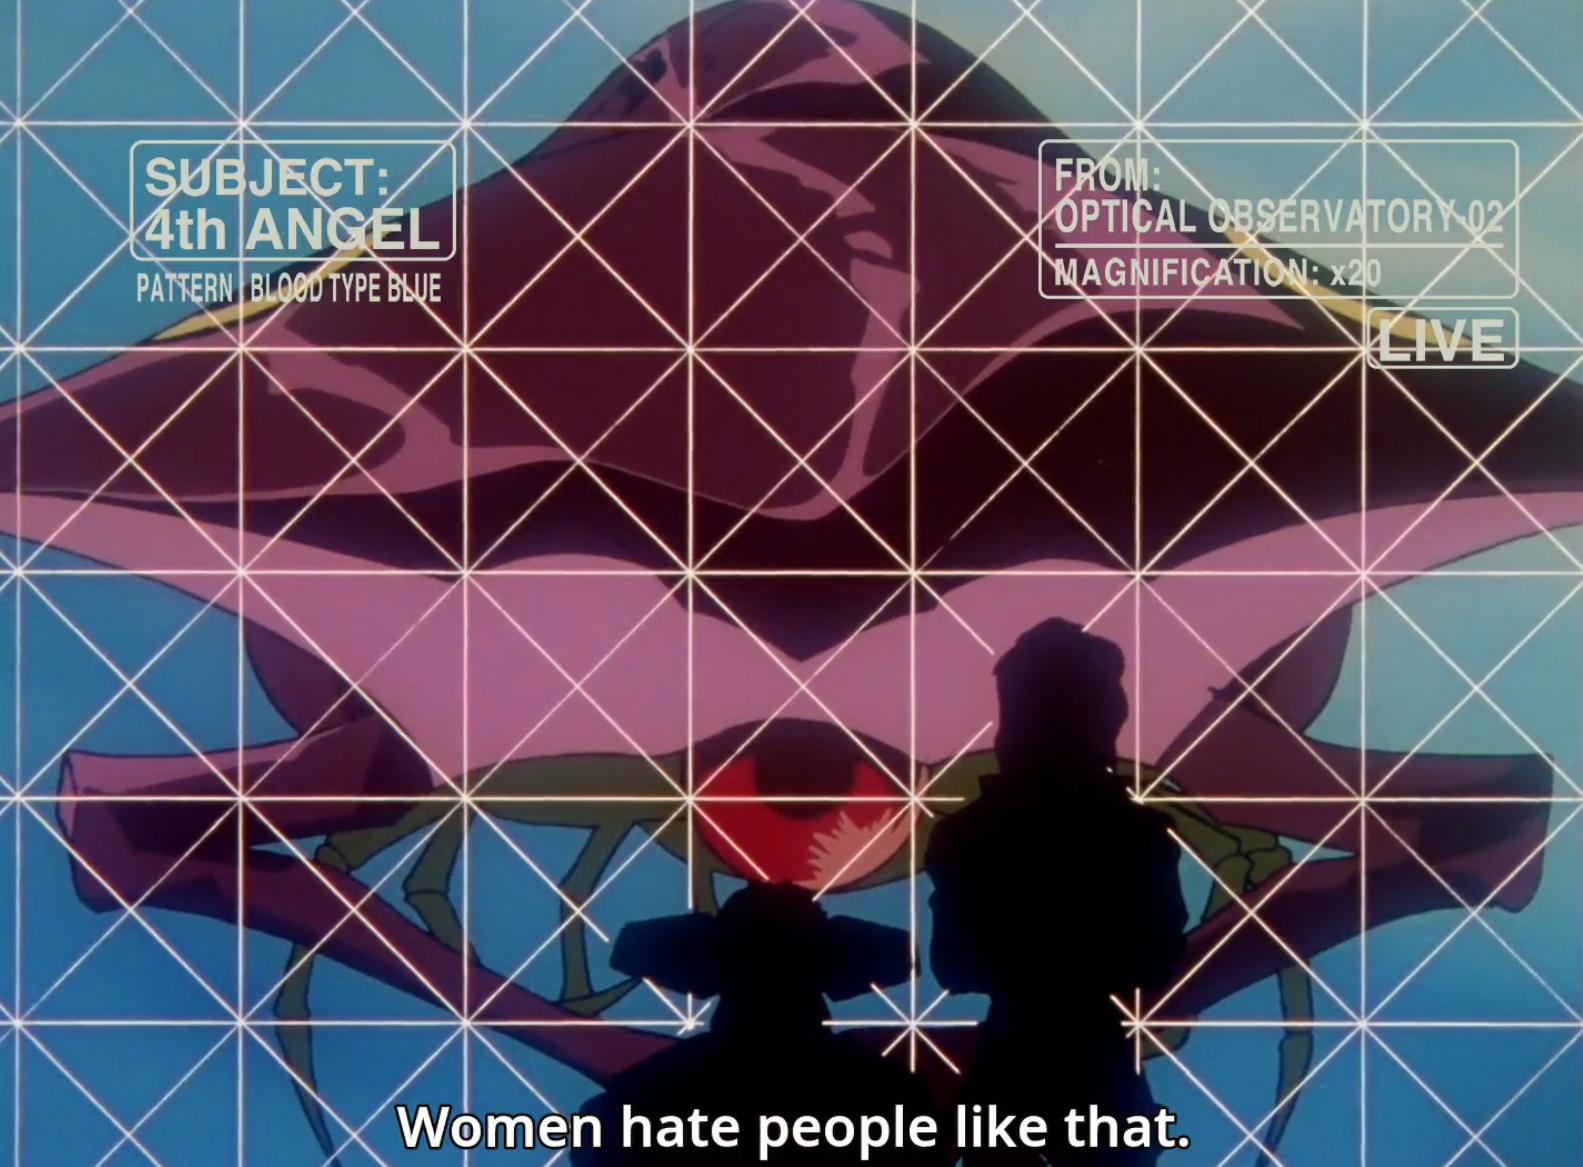 SUBJECT:
4th ANGEL
PATTERN BLOOD TYPE BLUE
FROM:
OPTICAL OBSERVATORY-02
MAGNIFICATION: x20
LIVE
Women hate people like that.